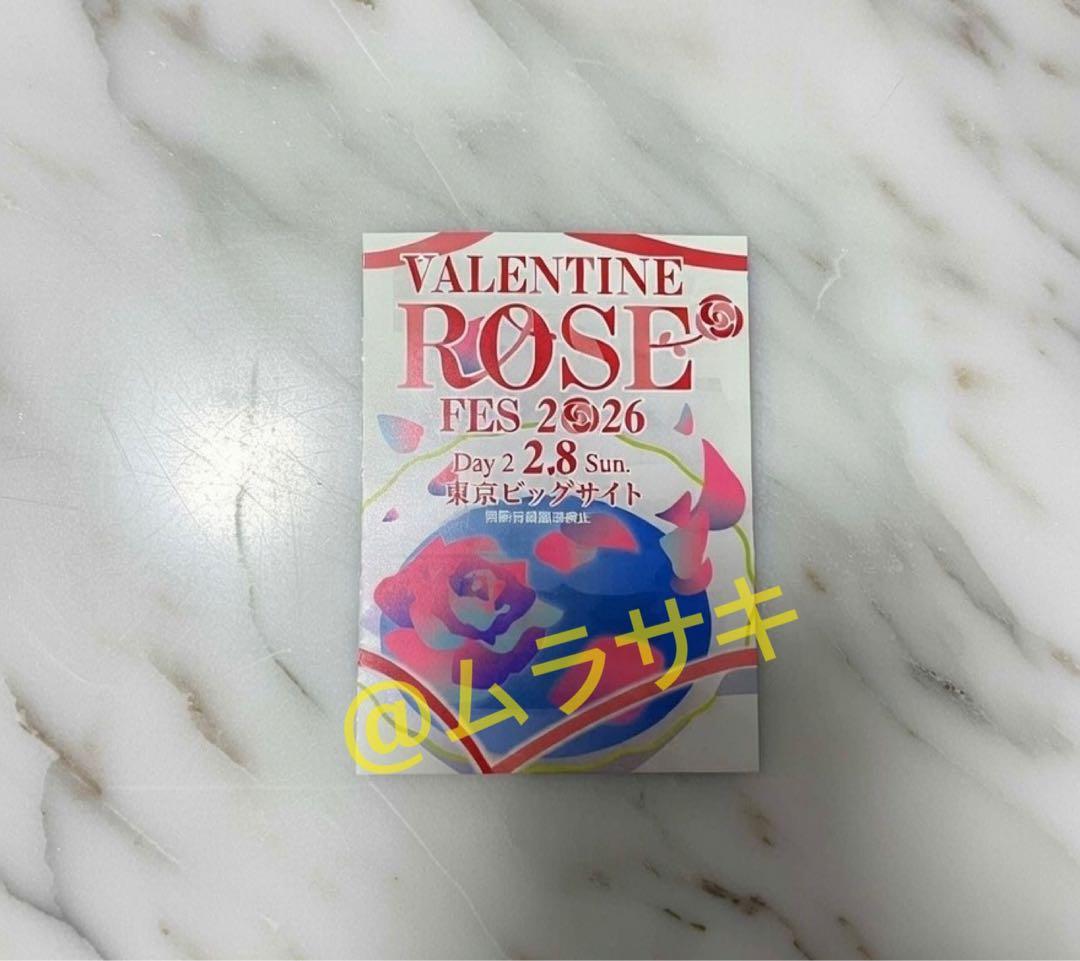 VALENTINE
ROSE
FES 2026
Day 2 2.8 Sun.
東京ビッグサイト
@ムラサキ